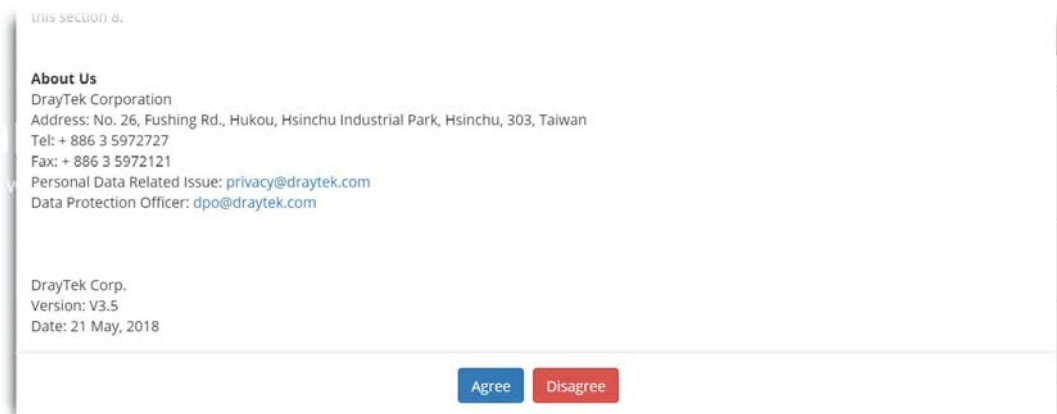 this section 8.
About Us
DrayTek Corporation
Address: No. 26, Fushing Rd., Hukou, Hsinchu Industrial Park, Hsinchu, 303, Taiwan
Tel: + 886 3 5972727
Fax: + 886 3 5972121
Personal Data Related Issue: privacy@draytek.com
Data Protection Officer: dpo@draytek.com
DrayTek Corp.
Version: V3.5
Date: 21 May, 2018
Agree Disagree